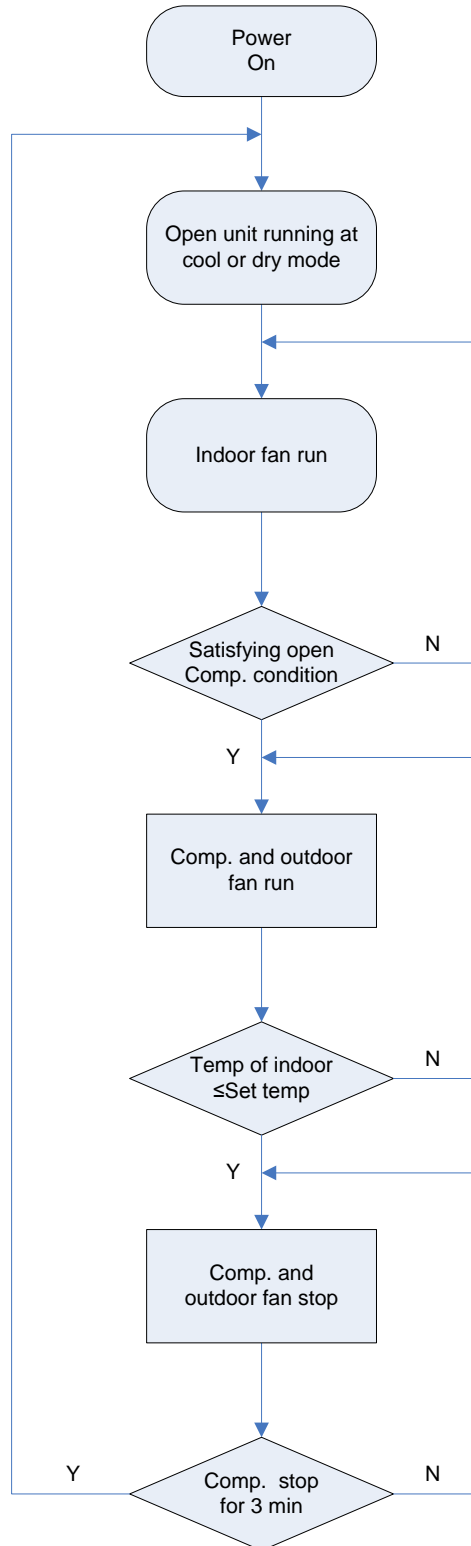 Power
On
Open unit running at
cool or dry mode
Indoor fan run
Satisfying open
Comp. condition
N
Y
Comp. and outdoor
fan run
Temp of indoor
≤Set temp
N
Y
Comp. and
outdoor fan stop
Y
Comp. stop
for 3 min
N